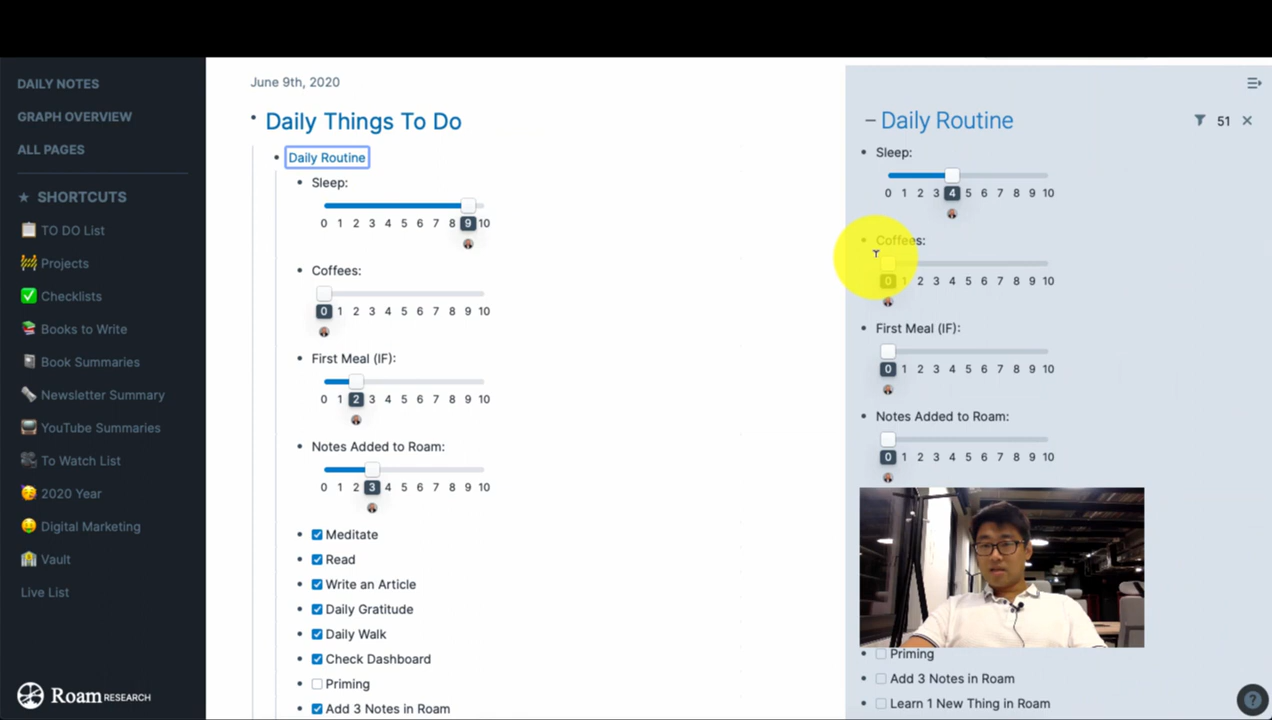 DAILY NOTES
GRAPH OVERVIEW
ALL PAGES
★ SHORTCUTS
TO DO List
Projects
Checklists
Books to Write
Book Summaries
Newsletter Summary
YouTube Summaries
To Watch List
2020 Year
Digital Marketing
Vault
Live List
Roam RESEARCH
June 9th, 2020
Daily Things To Do
Daily Routine
Sleep:
0 1 2 3 4 5 6 7 8 9 10
Coffees:
0 1 2 3 4 5 6 7 8 9 10
First Meal (IF):
0 1 2 3 4 5 6 7 8 9 10
Notes Added to Roam:
0 1 2 3 4 5 6 7 8 9 10
Meditate
Read
Write an Article
Daily Gratitude
Daily Walk
Check Dashboard
Priming
Add 3 Notes in Roam
Daily Routine
51
Sleep:
0 1 2 3 4 5 6 7 8 9 10
Coffees:
0 1 2 3 4 5 6 7 8 9 10
First Meal (IF):
0 1 2 3 4 5 6 7 8 9 10
Notes Added to Roam:
0 1 2 3 4 5 6 7 8 9 10
Priming
Add 3 Notes in Roam
Learn 1 New Thing in Roam
?